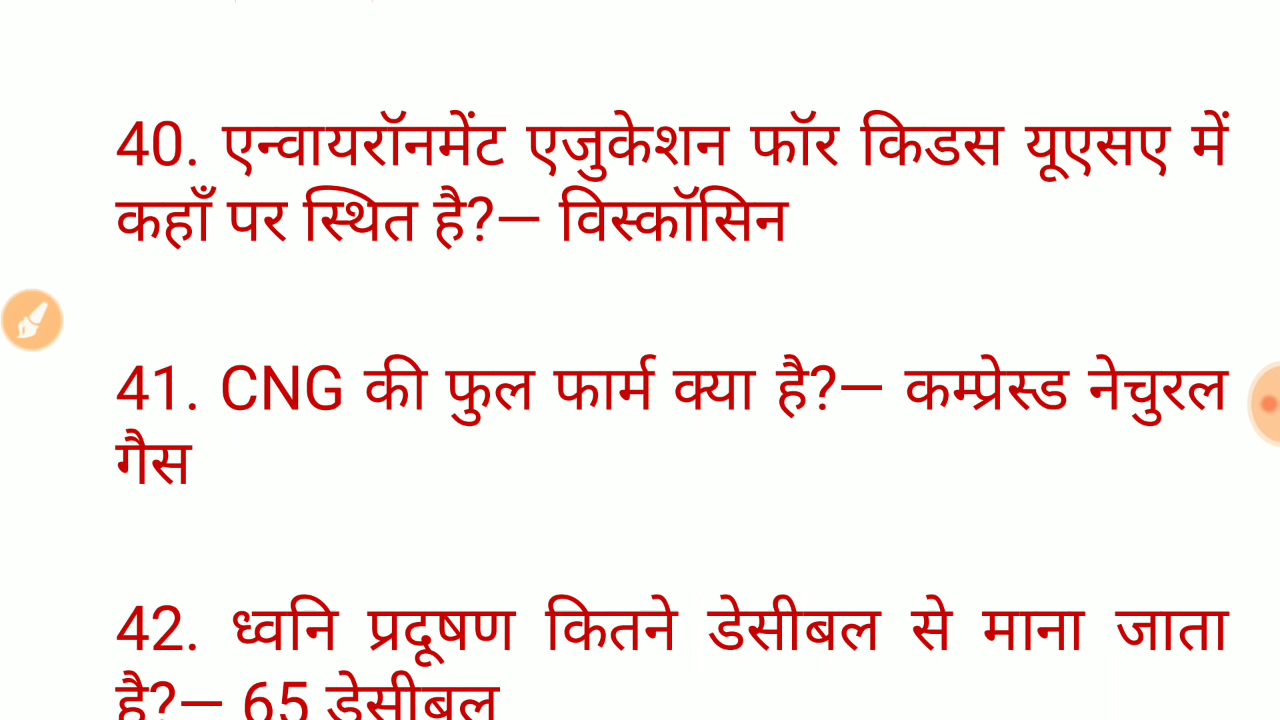 40. एन्वायरॉनमेंट एजुकेशन फॉर किडस यूएसए में
कहाँ पर स्थित है?— विस्कॉसिन
41. CNG की फुल फार्म क्या है?— कम्प्रेस्ड नेचुरल
गैस
42. ध्वनि प्रदूषण कितने डेसीबल से माना जाता
है?— 65 डेसीबल